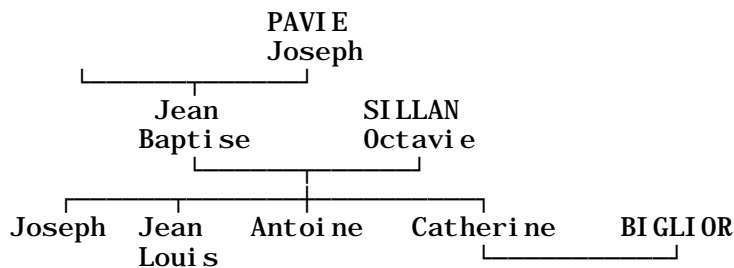 PAVIE
Joseph
Jean SILLAN
Baptise Octavie
Joseph Jean Antoine Catherine BIGLIOR
Louis